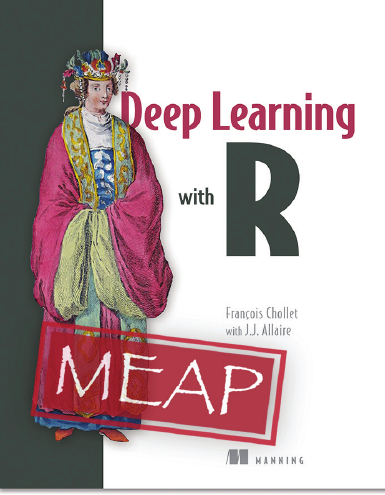 Deep Learning
with R
François Chollet
with J.J. Allaire
MEAP
MANNING